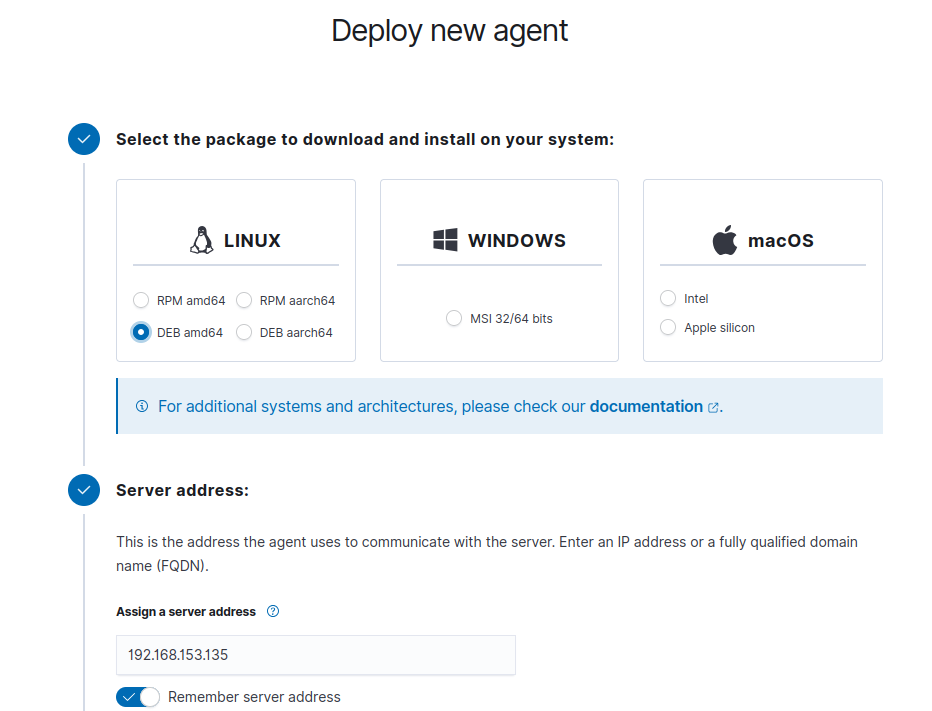 Deploy new agent
Select the package to download and install on your system:
LINUX
RPM amd64 RPM aarch64
DEB amd64 DEB aarch64
WINDOWS
MSI 32/64 bits
macOS
Intel
Apple silicon
For additional systems and architectures, please check our documentation.
Server address:
This is the address the agent uses to communicate with the server. Enter an IP address or a fully qualified domain
name (FQDN).
Assign a server address
192.168.153.135
Remember server address